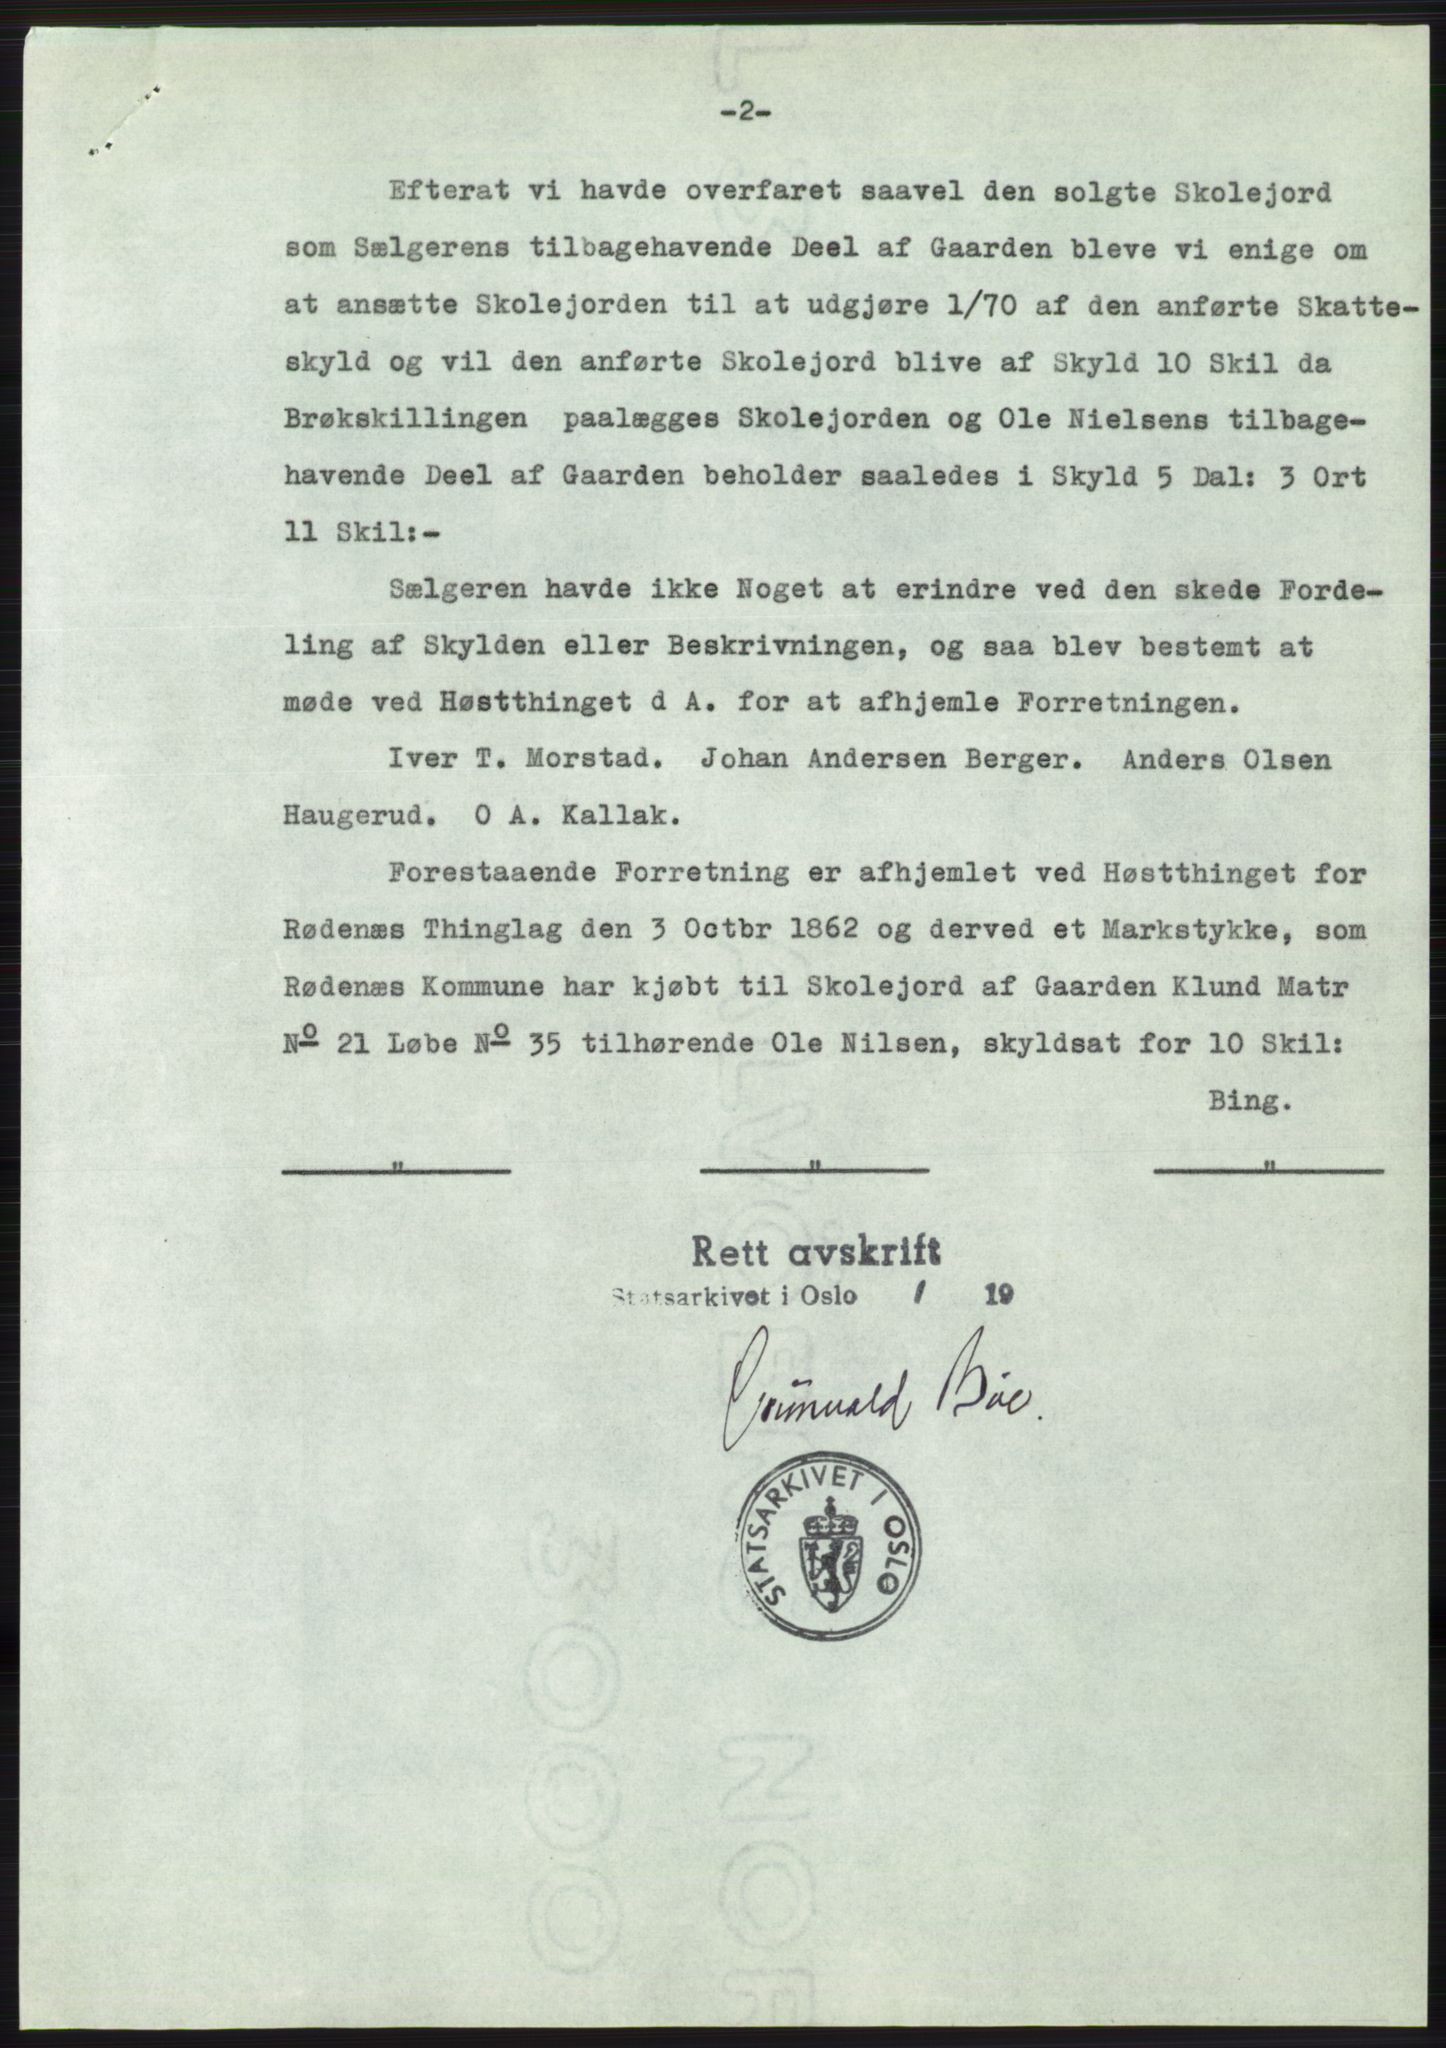 -2-
Efterat vi havde overfaret saavel den solgte Skolejord
som Sælgerens tilbagehavende Deel af Gaarden bleve vi enige om
at ansætte Skolejorden til at udgjøre 1/70 af den anførte Skatte-
skyld og vil den anførte Skolejord blive af Skyld 10 Skil da
Brøkskillingen paalægges Skolejorden og Ole Nielsens tilbage-
havende Deel af Gaarden beholder saaledes i Skyld 5 Dal: 3 Ort
11 Skil:-
Sælgeren havde ikke Noget at erindre ved den skede Forde-
ling af Skylden eller Beskrivningen, og saa blev bestemt at
møde ved Høstthinget d A. for at afhjemle Forretningen.
Iver T. Morstad. Johan Andersen Berger. Anders Olsen
Haugerud. O A. Kallak.
Forestaaende Forretning er afhjemlet ved Høstthinget for
Rødenæs Thinglag den 3 Octbr 1862 og derved et Markstykke, som
Rødenæs Kommune har kjøbt til Skolejord af Gaarden Klund Matr
No 21 Løbe No 35 tilhørende Ole Nilsen, skyldsat for 10 Skil:
Bing.
" " "
Rett avskrift
Statsarkivet i Oslo / 19
Grünwald Bøe.
STATSARKIVET I OSLO